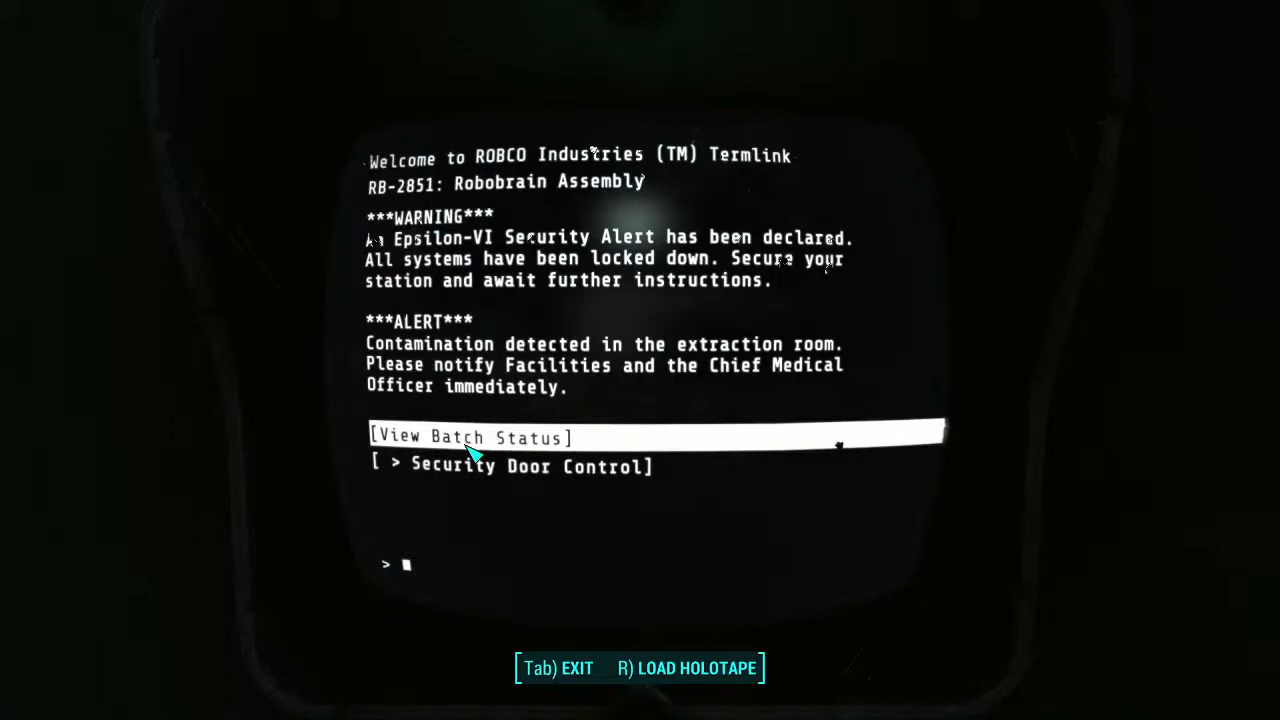 Welcome to ROBCO Industries (TM) Termlink
RB-2851: Robobrain Assembly
***WARNING***
An Epsilon-VI Security Alert has been declared.
All systems have been locked down. Secure your
station and await further instructions.
***ALERT***
Contamination detected in the extraction room.
Please notify Facilities and the Chief Medical
Officer immediately.
[View Batch Status]
[ > Security Door Control]
>
Tab) EXIT R) LOAD HOLOTAPE